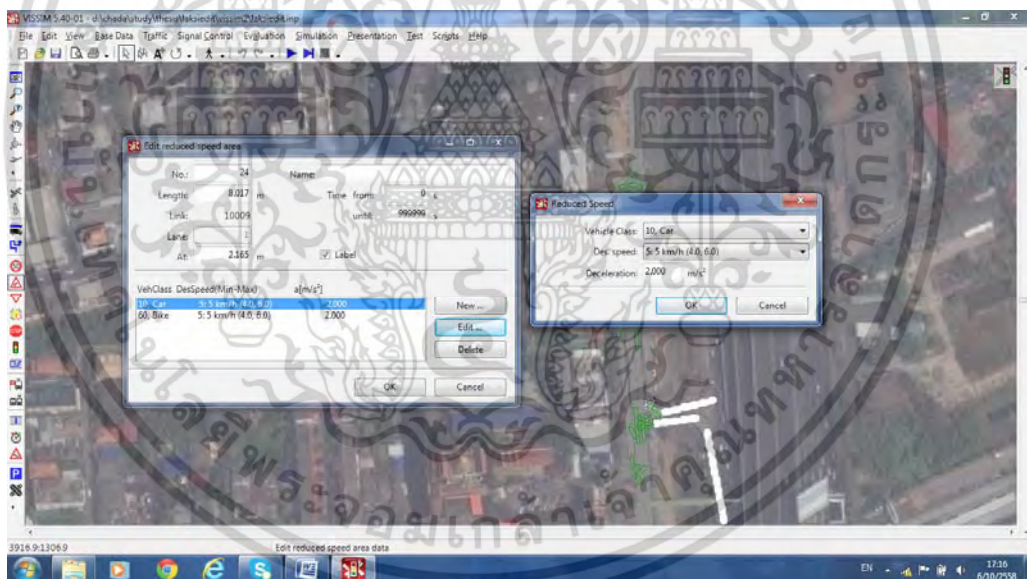 VISSIM 5.40-01 - d:\chada\study\thesis\laksiedit\vissim2\laksiedit.inp
File Edit View Base Data Traffic Signal Control Evaluation Simulation Presentation Test Scripts Help
Edit reduced speed area
No.: 24 Name:
Length: 8.017 m Time from: 0 s
Link: 10009 until: 999999 s
Lane: 1
At: 2.165 m Label
VehClass DesSpeed(Min-Max) a[m/s²]
10, Car 5: 5 km/h (4.0, 6.0) 2.000
60, Bike 5: 5 km/h (4.0, 6.0) 2.000
New ...
Edit ...
Delete
OK Cancel
Reduced Speed
Vehicle Class: 10, Car
Des. speed: 5: 5 km/h (4.0, 6.0)
Deceleration: 2.000 m/s²
OK Cancel
3916.9:1306.9 Edit reduced speed area data
EN 17:16
6/10/2558